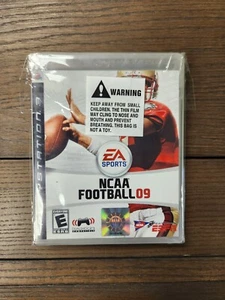 WARNING
KEEP AWAY FROM SMALL
CHILDREN. THE THIN FILM
MAY CLING TO NOSE AND
MOUTH AND PREVENT
BREATHING. THIS BAG IS
NOT A TOY.
PLAYSTATION 3
EA
SPORTS
NCAA
FOOTBALL 09
E